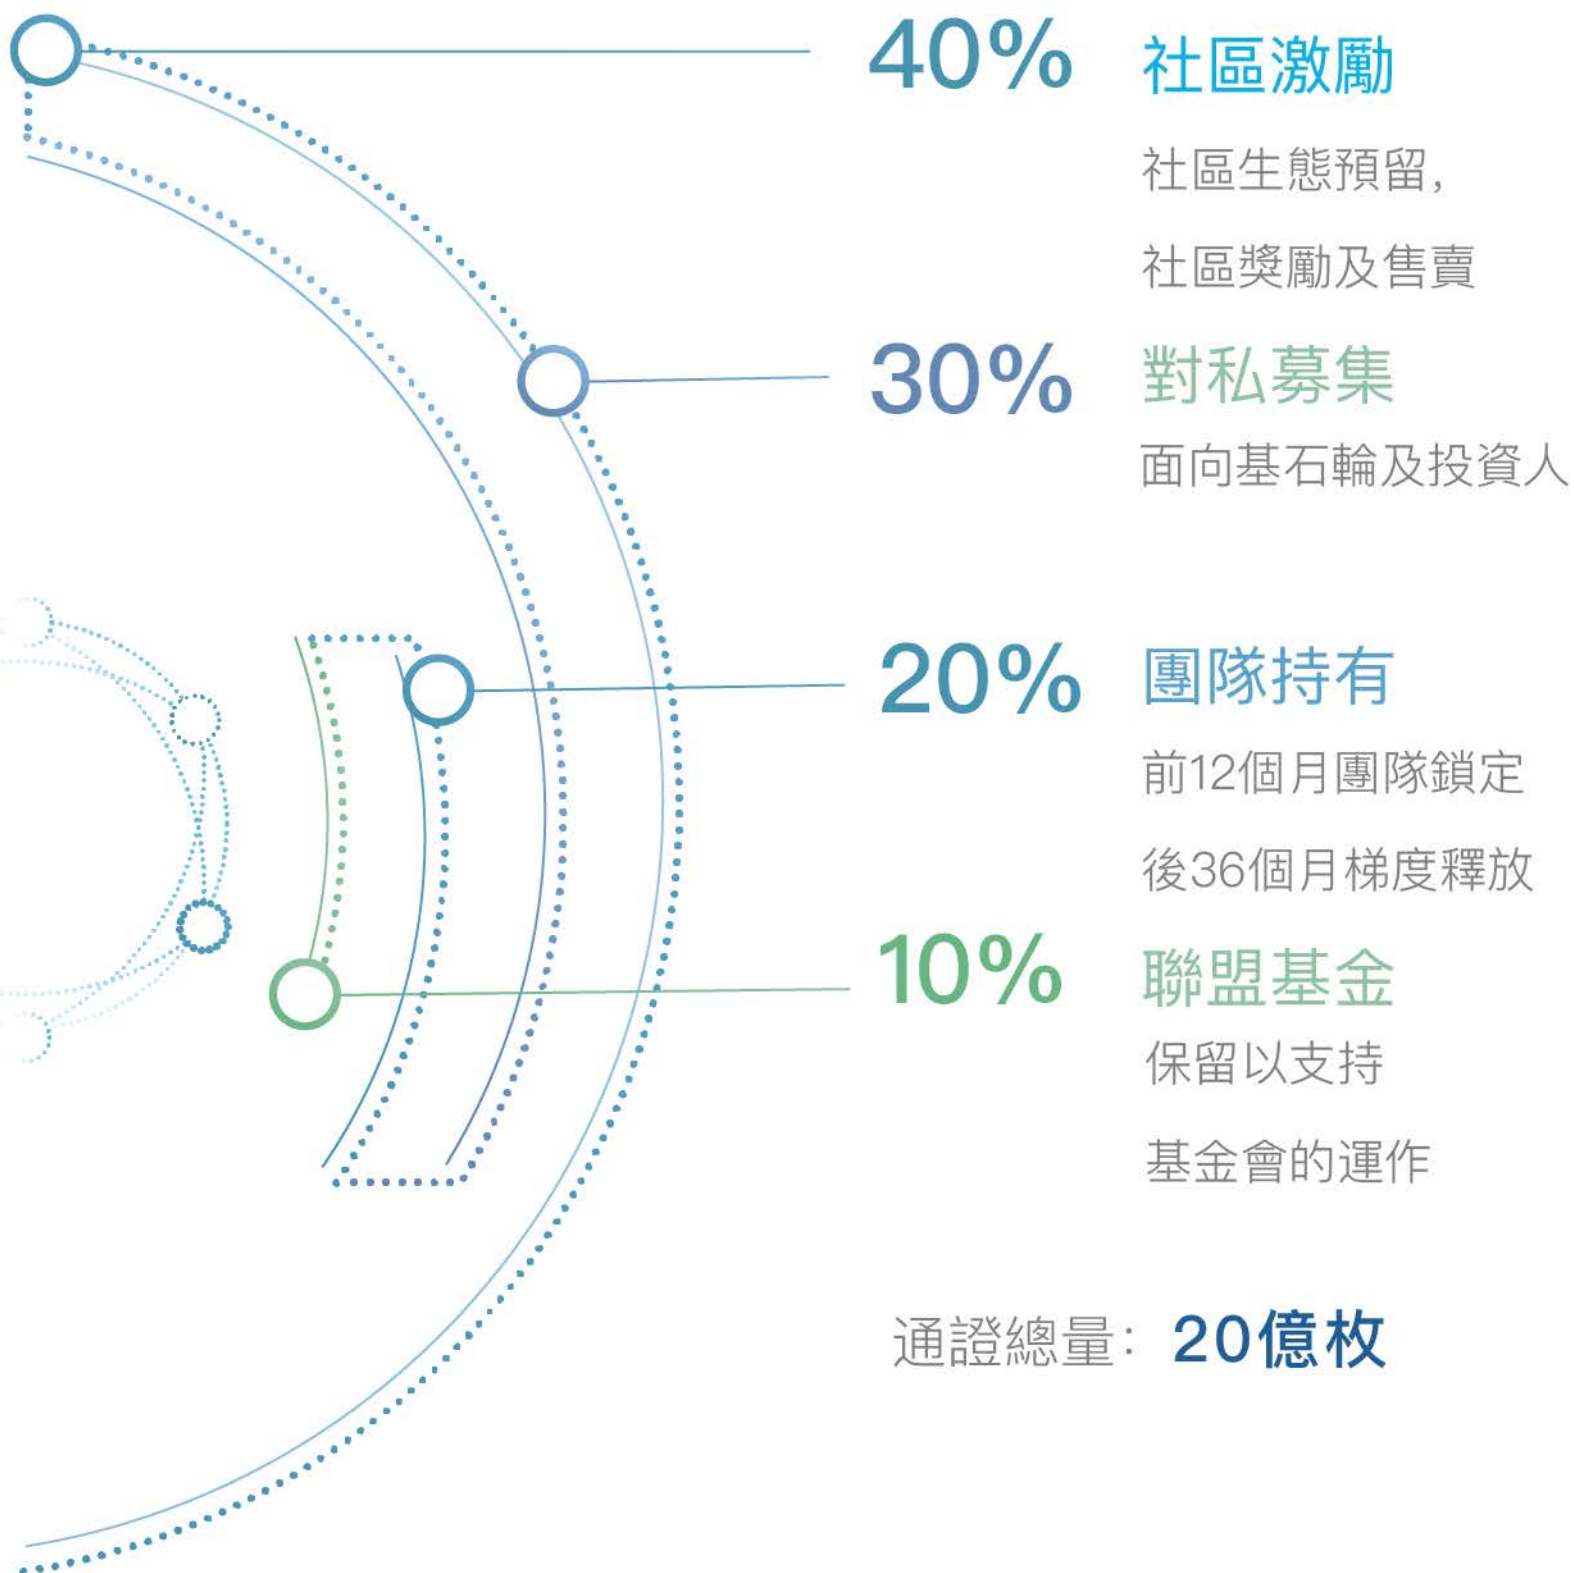 40% 社區激勵
社區生態預留，
社區獎勵及售賣
30% 對私募集
面向基石輪及投資人
20% 團隊持有
前12個月團隊鎖定
後36個月梯度釋放
10% 聯盟基金
保留以支持
基金會的運作
通證總量：20億枚